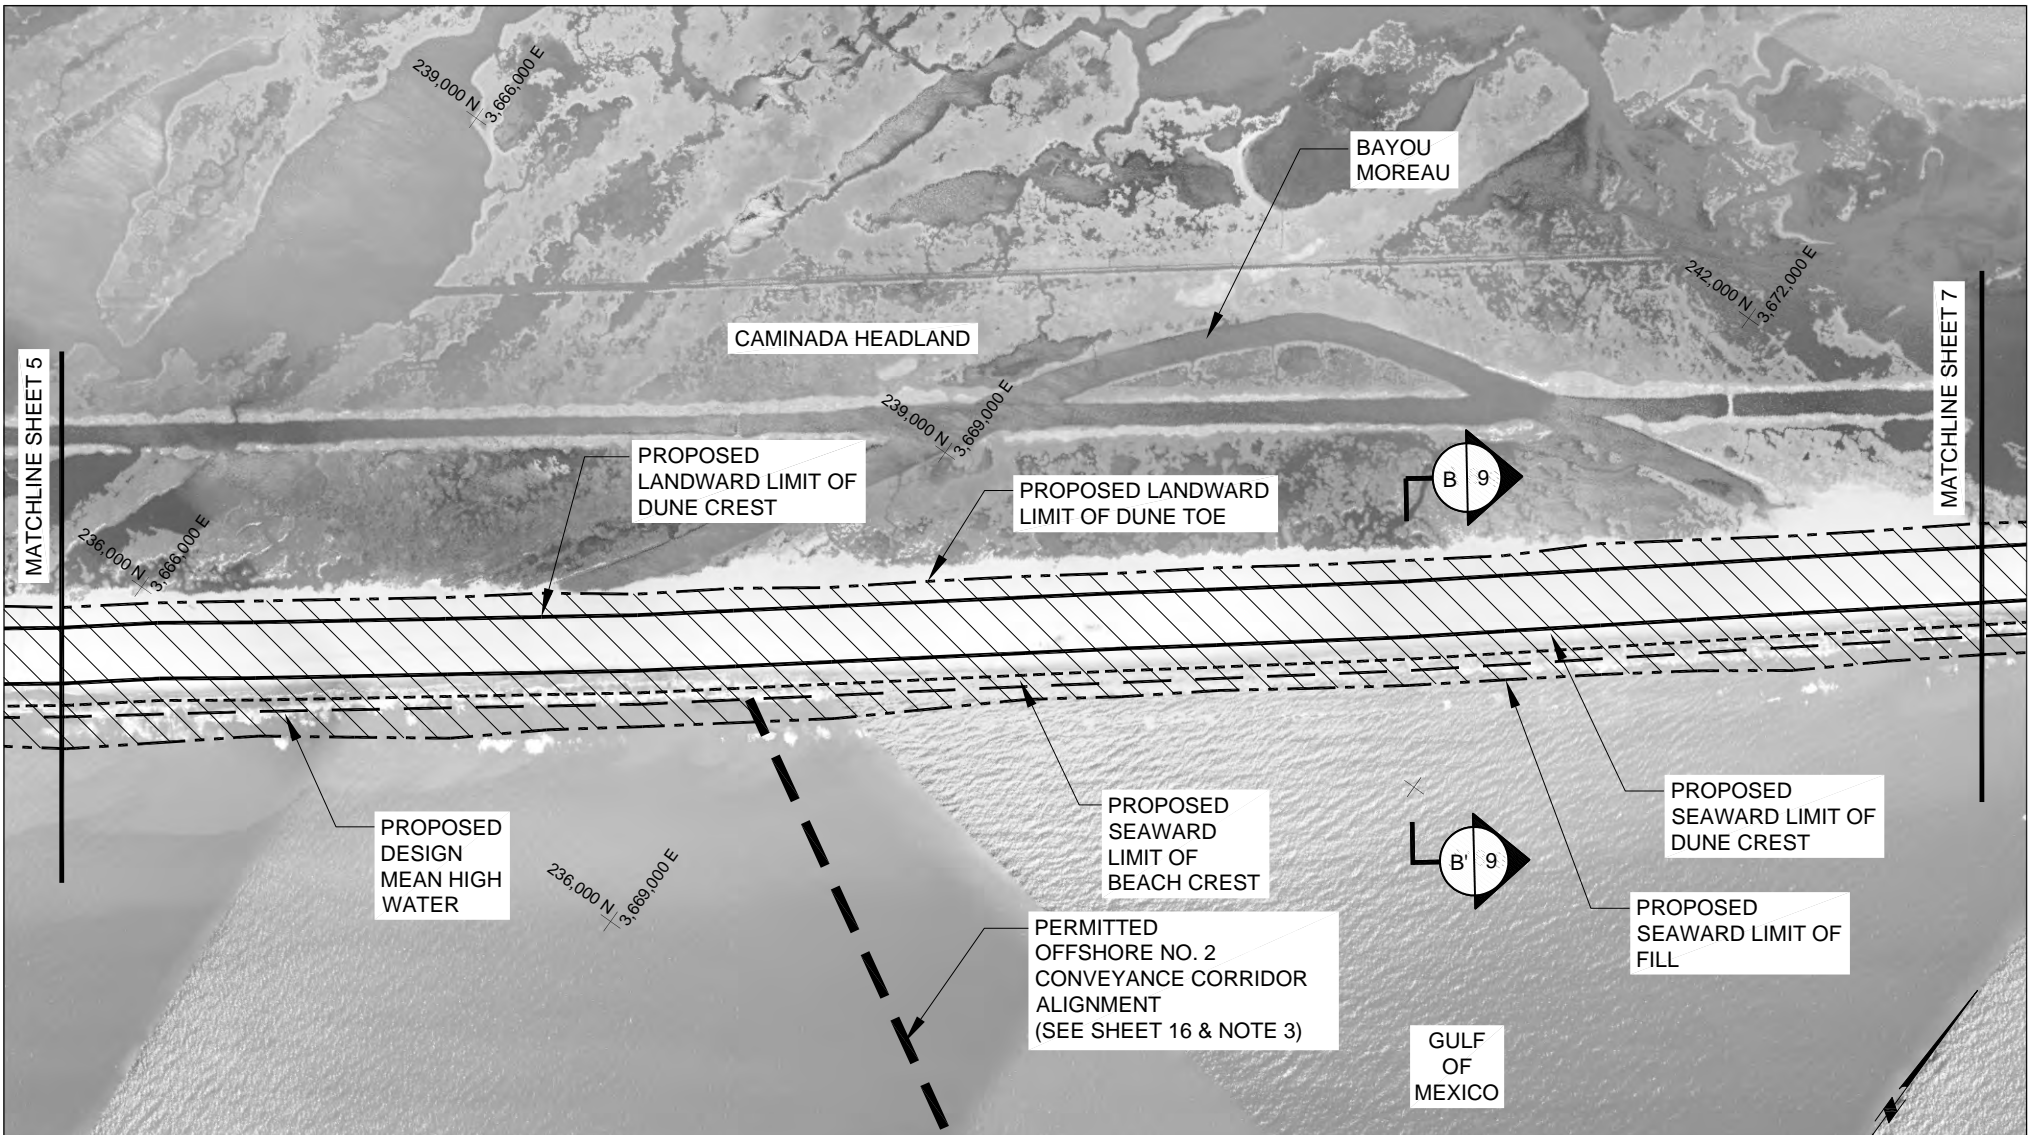 239,000 N
3,666,000 E
BAYOU
MOREAU
242,000 N
3,672,000 E
MATCHLINE SHEET 5
CAMINADA HEADLAND
MATCHLINE SHEET 7
239,000 N
3,669,000 E
PROPOSED
LANDWARD LIMIT OF
DUNE CREST
PROPOSED LANDWARD
LIMIT OF DUNE TOE
B 9
236,000 N
3,666,000 E
PROPOSED
DESIGN
MEAN HIGH
WATER
236,000 N
3,669,000 E
PROPOSED
SEAWARD
LIMIT OF
BEACH CREST
B' 9
PROPOSED
SEAWARD LIMIT OF
DUNE CREST
PROPOSED
SEAWARD LIMIT OF
FILL
PERMITTED
OFFSHORE NO. 2
CONVEYANCE CORRIDOR
ALIGNMENT
(SEE SHEET 16 & NOTE 3)
GULF
OF
MEXICO